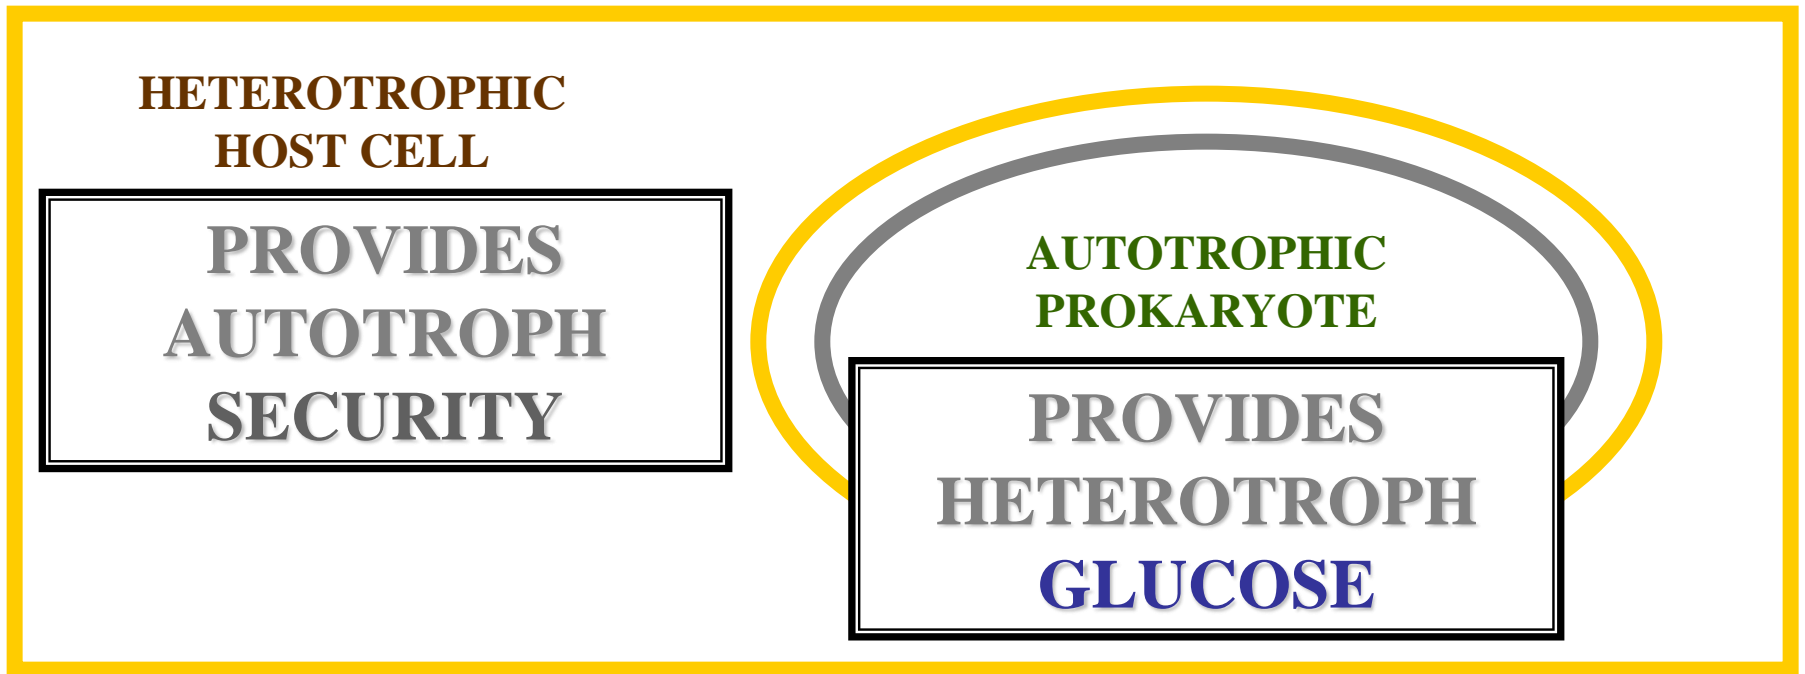 HETEROTROPHIC
HOST CELL
PROVIDES
AUTOTROPH
SECURITY
AUTOTROPHIC
PROKARYOTE
PROVIDES
HETEROTROPH
GLUCOSE